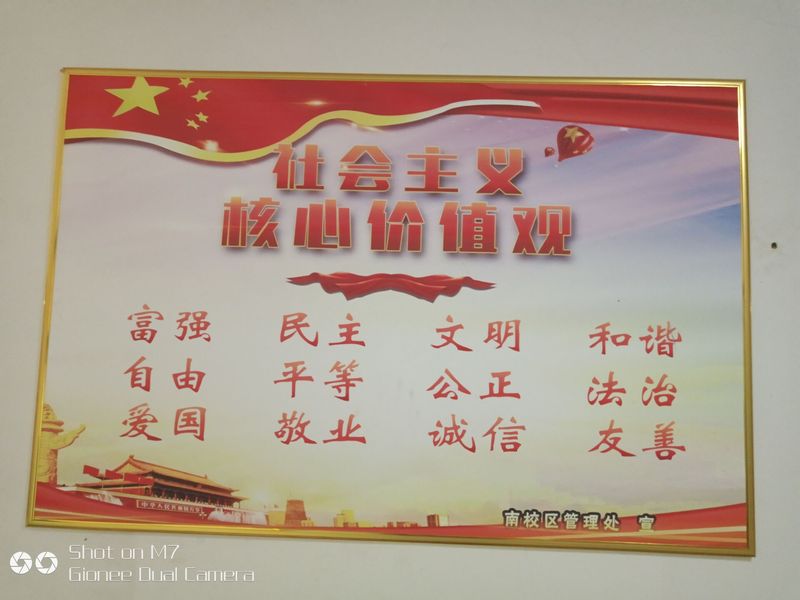 社会主义
核心价值观
富强 民主 文明 和谐
自由 平等 公正 法治
爱国 敬业 诚信 友善
南校区管理处 宣
Shot on M7
Gionee Dual Camera